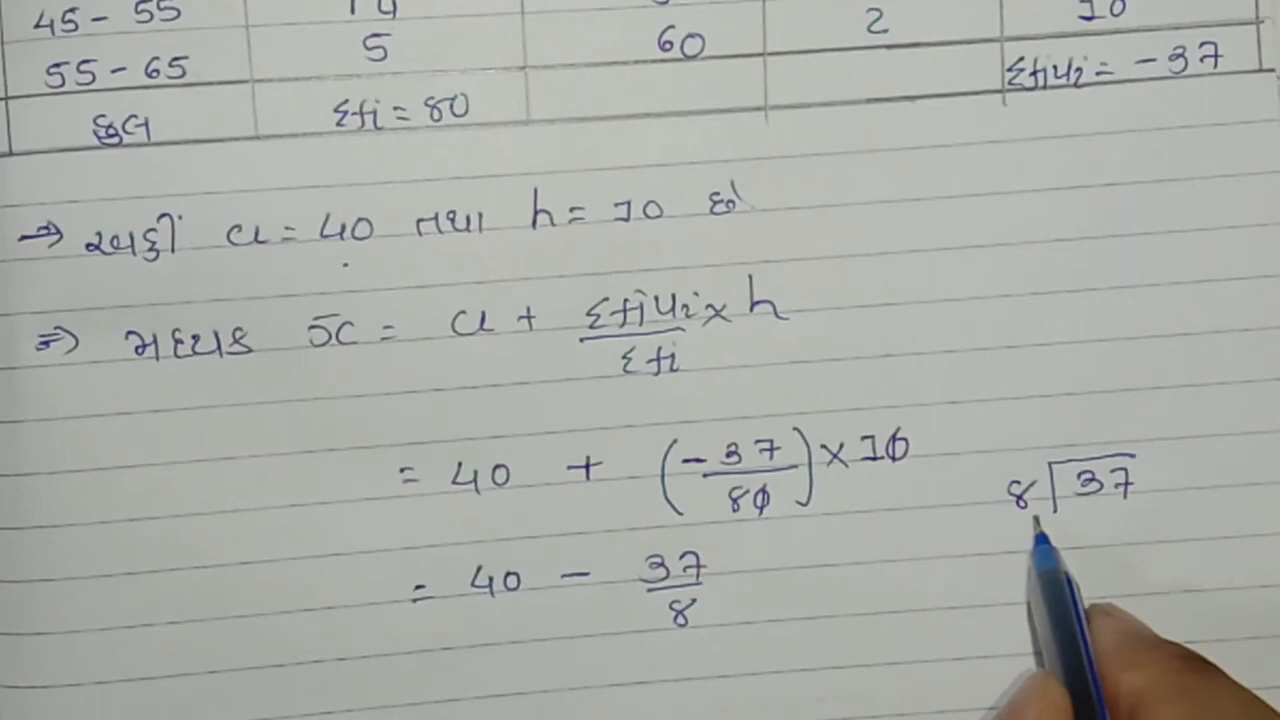 45 - 55 14 10
55 - 65 5 60 2
કુલ Σfi = 80 Σfiui = -37
⇒ અહીં a = 40 તથા h = 10 છે
⇒ મધ્યક x̄ = a + Σfiui/Σfi × h
= 40 + (-37/80) × 10
8 37
= 40 - 37/8